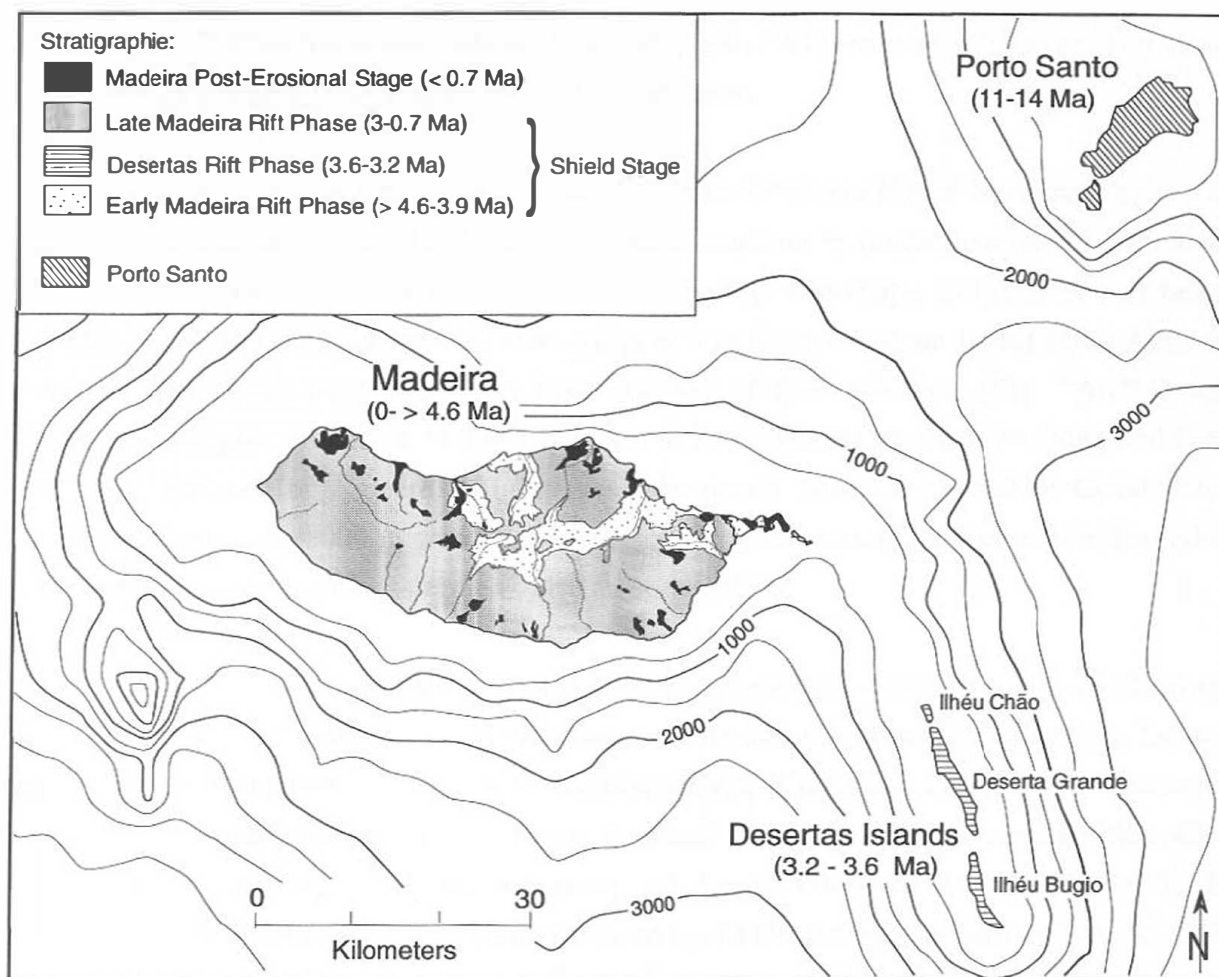 Stratigraphie:
Madeira Post-Erosional Stage (< 0.7 Ma)
Late Madeira Rift Phase (3-0.7 Ma)
Desertas Rift Phase (3.6-3.2 Ma)
Shield Stage
Early Madeira Rift Phase (> 4.6-3.9 Ma)
Porto Santo
Porto Santo
(11-14 Ma)
2000
3000
Madeira
(0- > 4.6 Ma)
1000
1000
2000
Ilhéu Chão
Deserta Grande
Desertas Islands
(3.2 - 3.6 Ma)
Ilhéu Bugio
0 30
Kilometers
3000
N